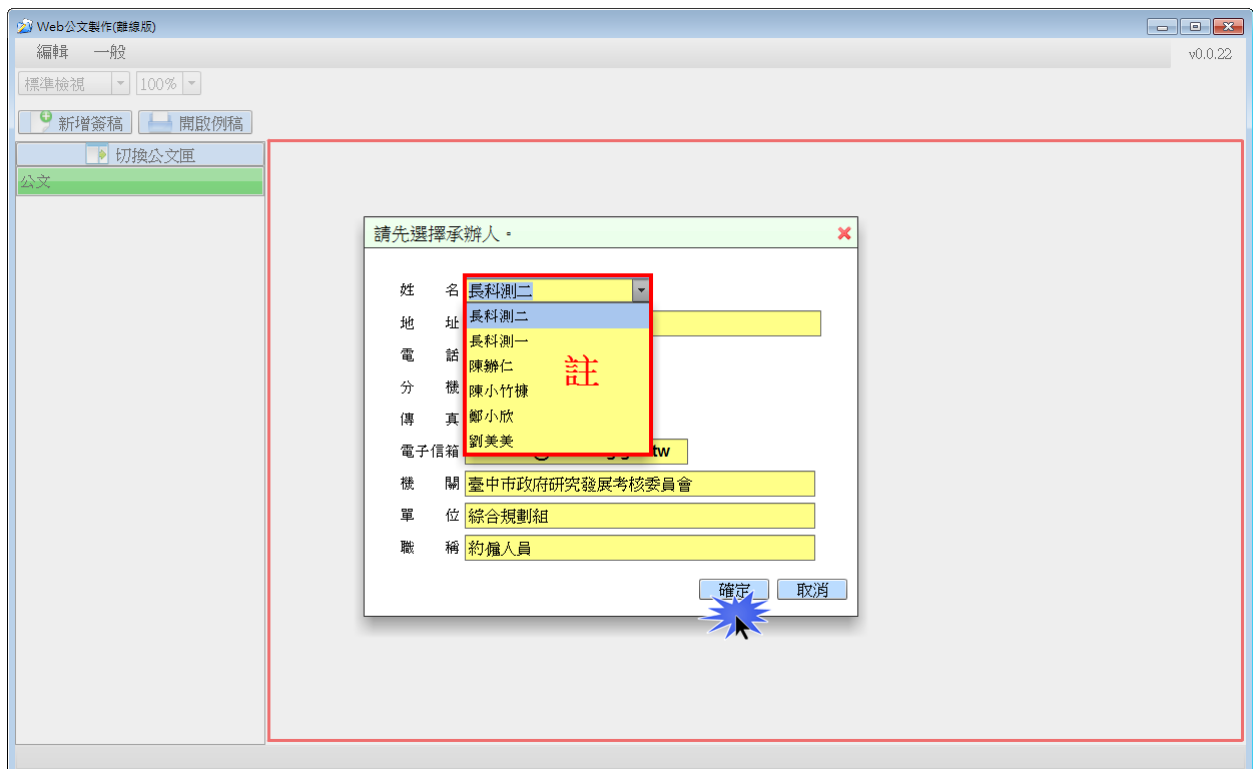 Web公文製作(離線版)
編輯 一般 v0.0.22
標準檢視 100%
新增簽稿 開啟例稿
切換公文匣
公文
請先選擇承辦人。
姓 名 長科測二
長科測二
地 址
長科測一
電 話
陳辦仁
註
分 機
陳小竹槺
傳 真
鄭小欣
劉美美
電子信箱 tw
機 關 臺中市政府研究發展考核委員會
單 位 綜合規劃組
職 稱 約僱人員
確定 取消